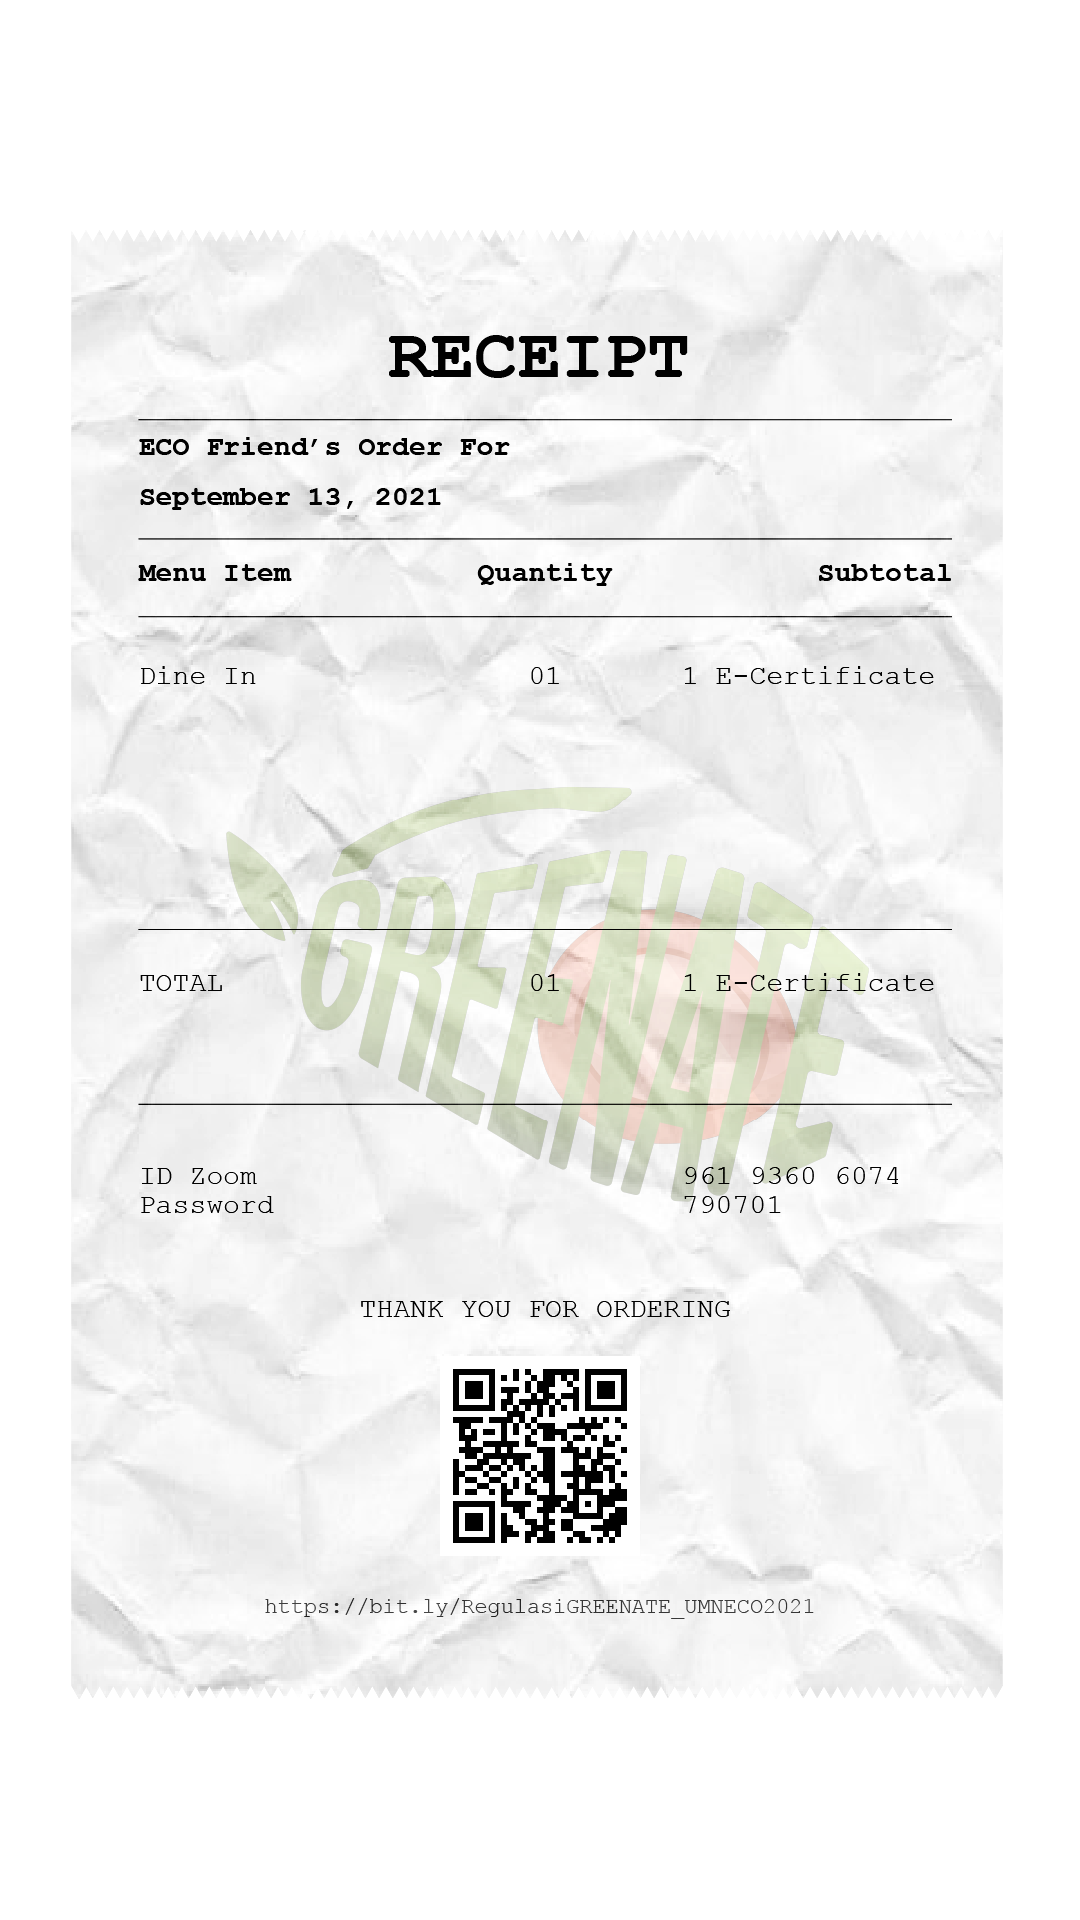 RECEIPT
ECO Friend’s Order For
September 13, 2021
Menu Item Quantity Subtotal
Dine In 01 1 E-Certificate
GREENATE
TOTAL 01 1 E-Certificate
ID Zoom 961 9360 6074
Password 790701
THANK YOU FOR ORDERING
https://bit.ly/RegulasiGREENATE_UMNECO2021